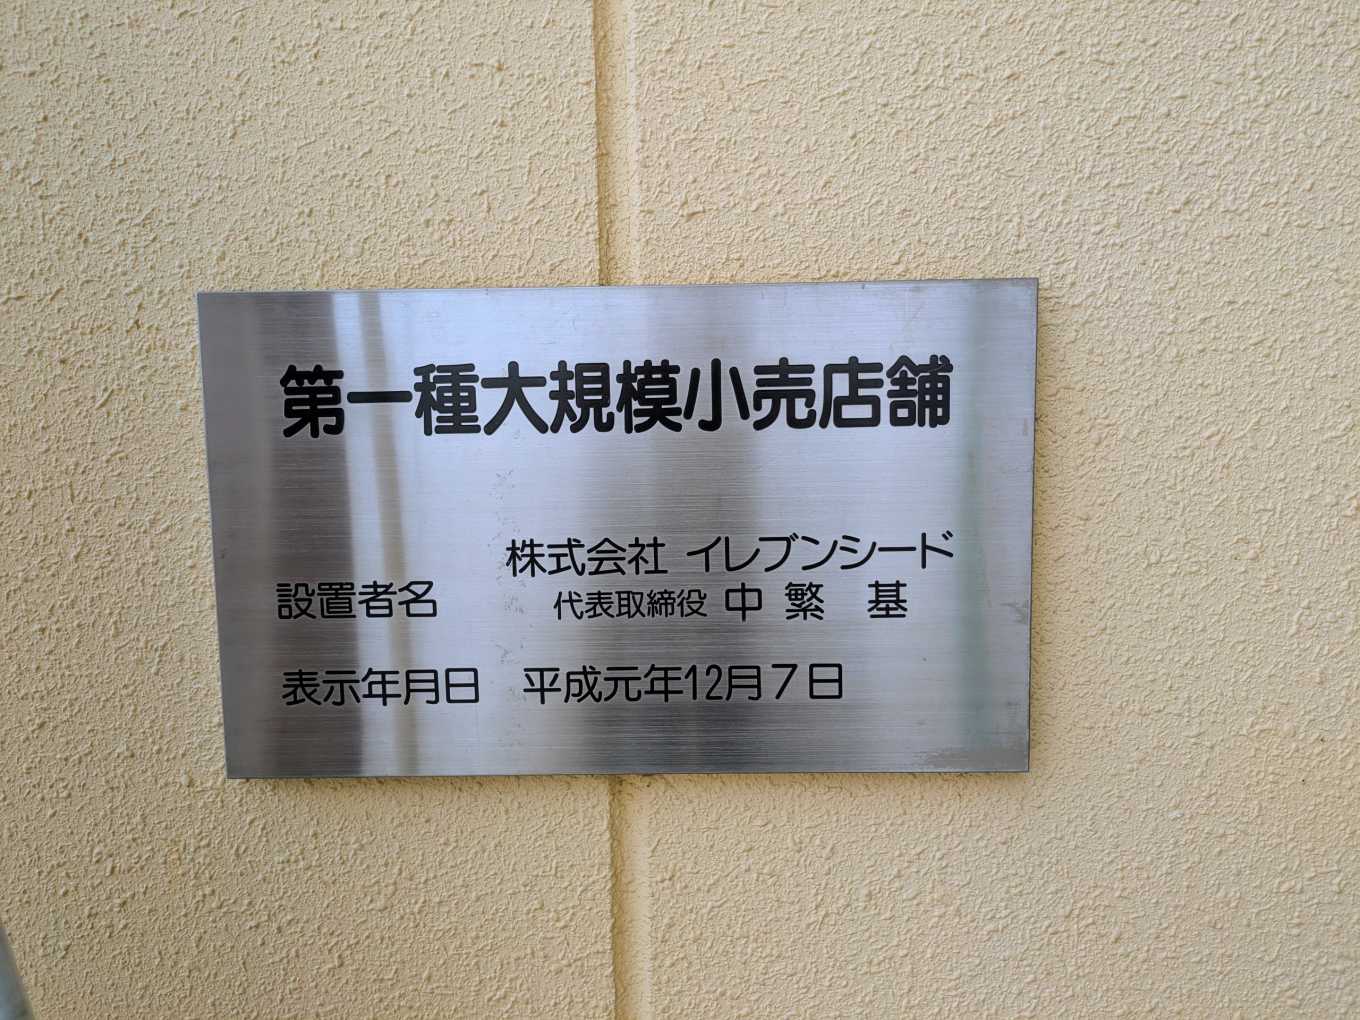 第一種大規模小売店舗
株式会社 イレブンシード
設置者名 代表取締役 中 繁 基
表示年月日 平成元年12月7日